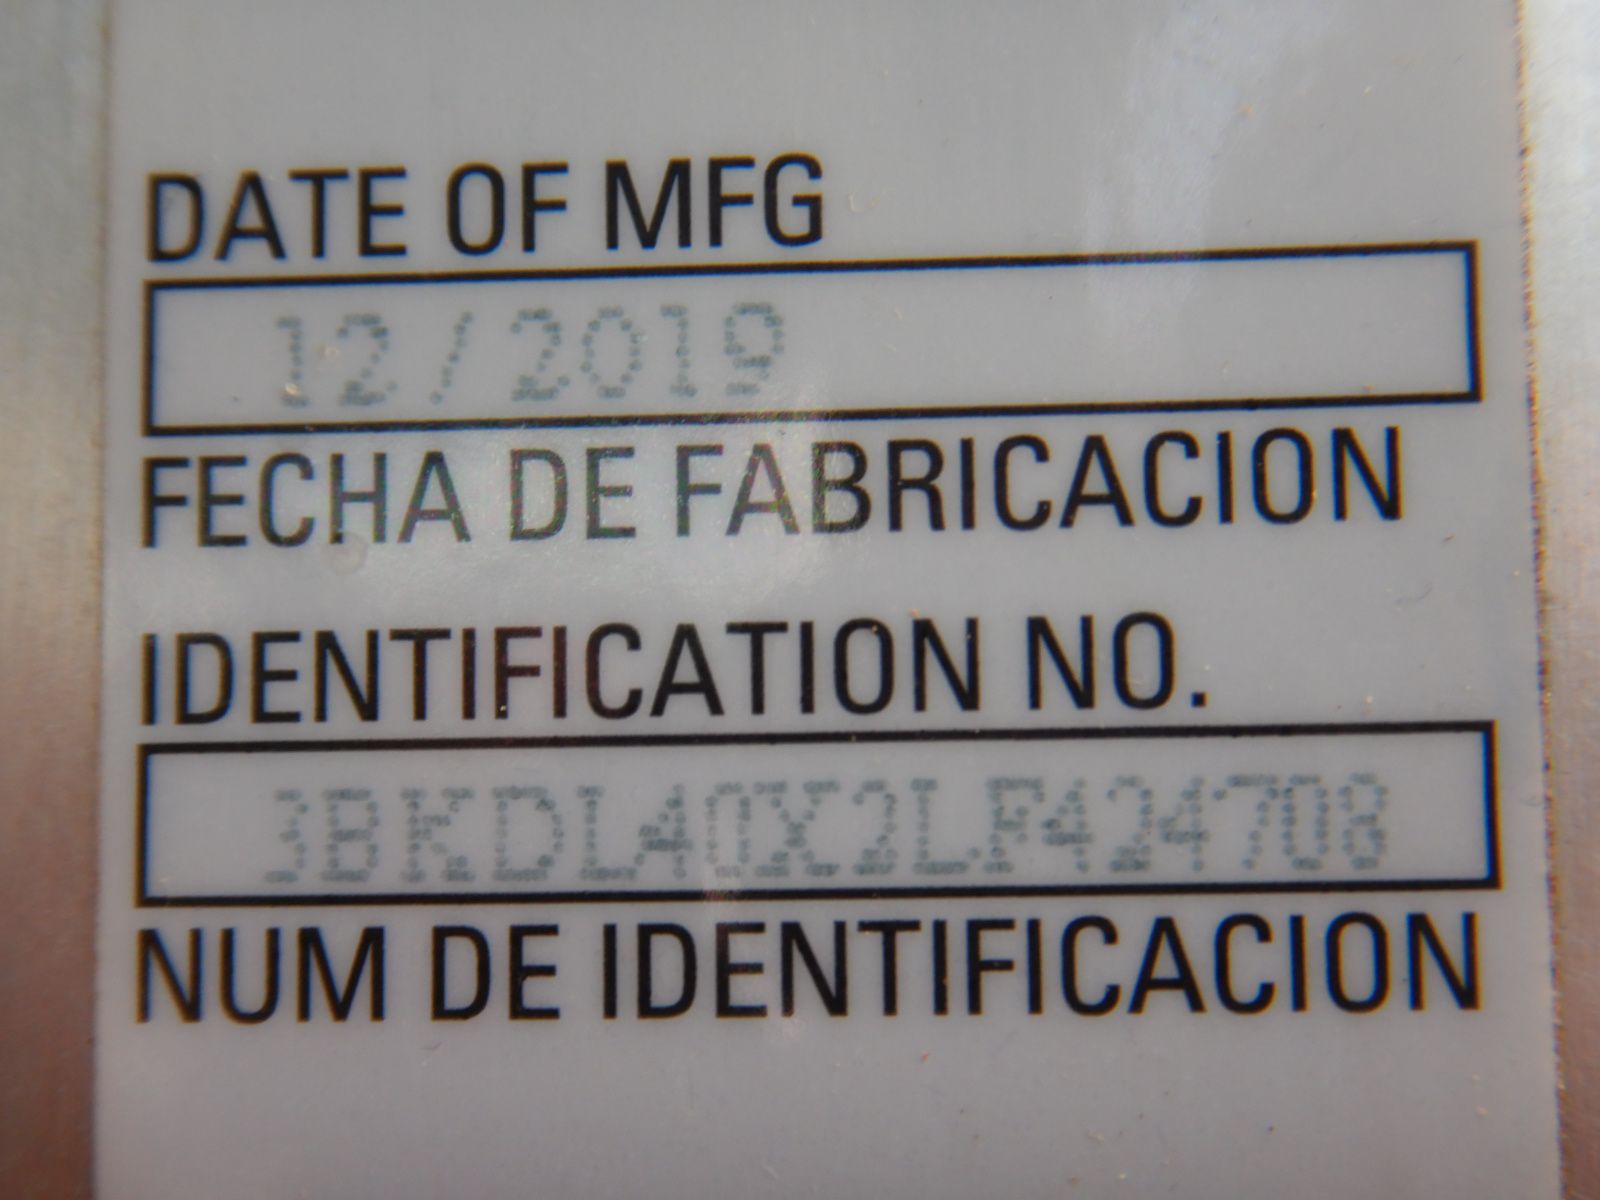 DATE OF MFG
12/2019
FECHA DE FABRICACION
IDENTIFICATION NO.
3BKDL40X2LF424708
NUM DE IDENTIFICACION